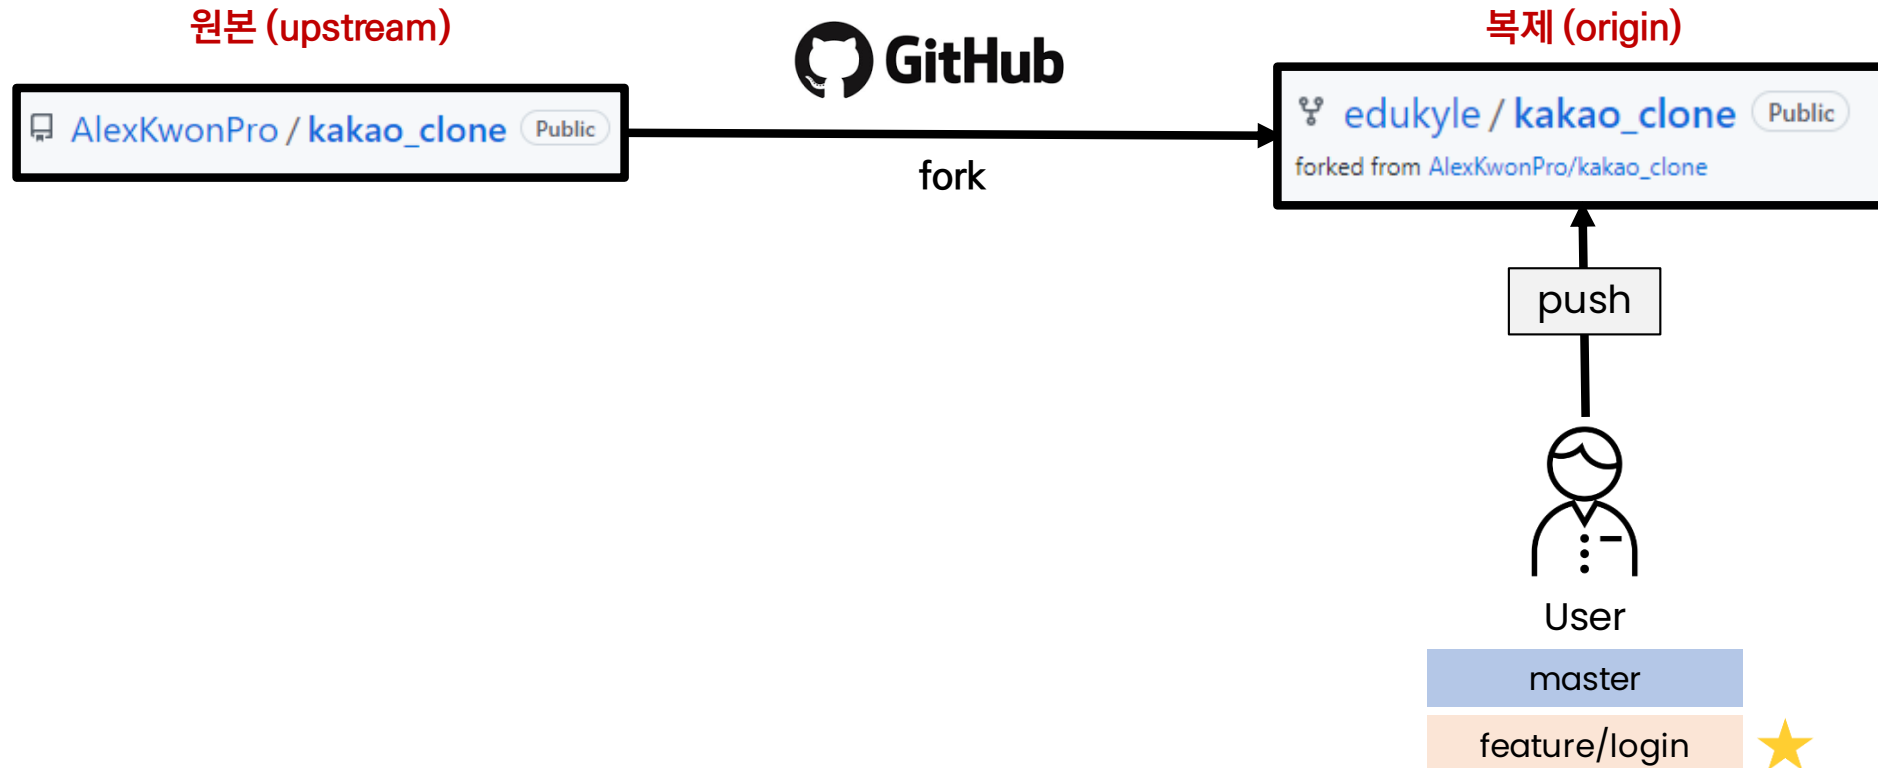 원본 (upstream)
GitHub
복제 (origin)
AlexKwonPro / kakao_clone Public
fork
edukyle / kakao_clone Public
forked from AlexKwonPro/kakao_clone
push
User
master
feature/login